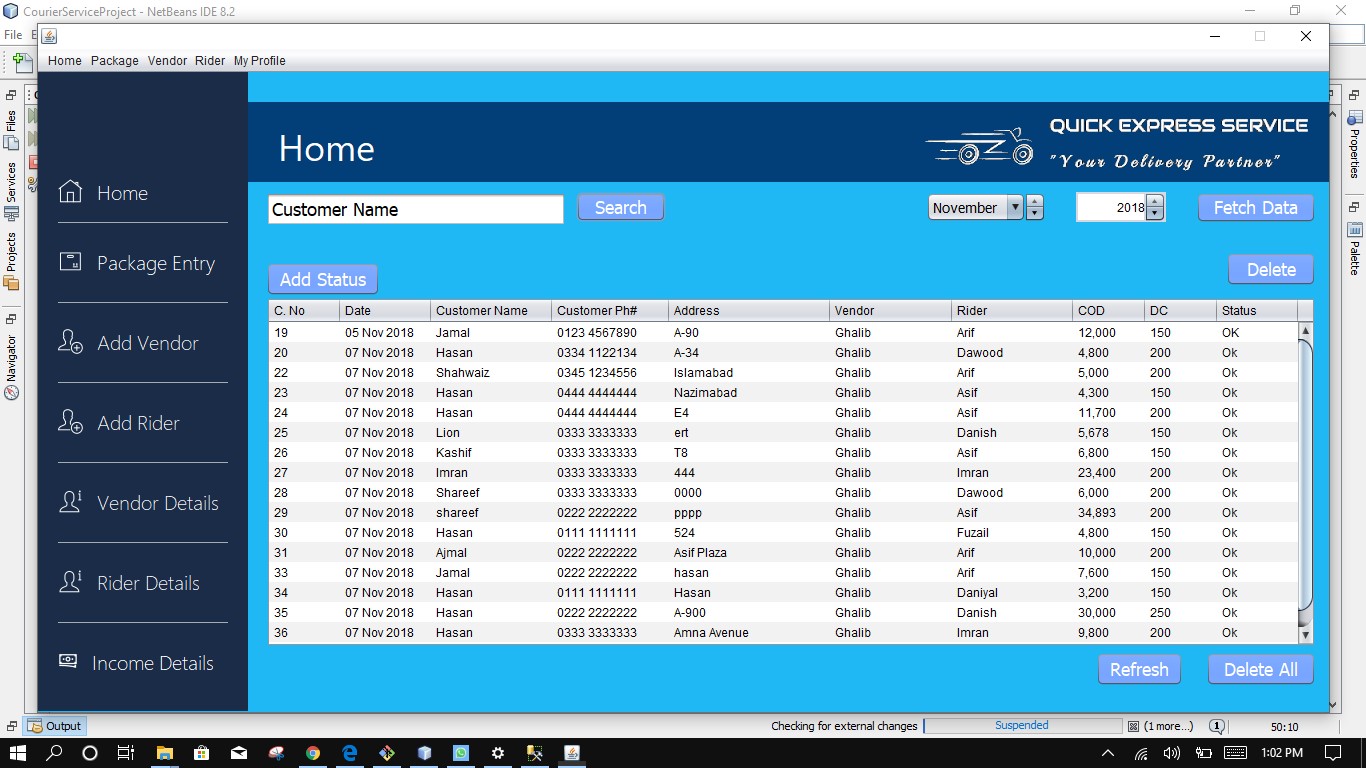 CourierServiceProject - NetBeans IDE 8.2
File E
Home Package Vendor Rider My Profile
Files
Services
Projects
Navigator
Home
Package Entry
Add Vendor
Add Rider
Vendor Details
Rider Details
Income Details
Home
QUICK EXPRESS SERVICE
"Your Delivery Partner"
Customer Name Search November 2018 Fetch Data
Add Status Delete
C. No Date Customer Name Customer Ph# Address Vendor Rider COD DC Status
19 05 Nov 2018 Jamal 0123 4567890 A-90 Ghalib Arif 12,000 150 OK
20 07 Nov 2018 Hasan 0334 1122134 A-34 Ghalib Dawood 4,800 200 Ok
22 07 Nov 2018 Shahwaiz 0345 1234556 Islamabad Ghalib Arif 5,000 200 Ok
23 07 Nov 2018 Hasan 0444 4444444 Nazimabad Ghalib Asif 4,300 150 Ok
24 07 Nov 2018 Hasan 0444 4444444 E4 Ghalib Asif 11,700 200 Ok
25 07 Nov 2018 Lion 0333 3333333 ert Ghalib Danish 5,678 150 Ok
26 07 Nov 2018 Kashif 0333 3333333 T8 Ghalib Asif 6,800 150 Ok
27 07 Nov 2018 Imran 0333 3333333 444 Ghalib Imran 23,400 200 Ok
28 07 Nov 2018 Shareef 0333 3333333 0000 Ghalib Dawood 6,000 200 Ok
29 07 Nov 2018 shareef 0222 2222222 pppp Ghalib Asif 34,893 200 Ok
30 07 Nov 2018 Hasan 0111 1111111 524 Ghalib Fuzail 4,800 150 Ok
31 07 Nov 2018 Ajmal 0222 2222222 Asif Plaza Ghalib Arif 10,000 200 Ok
33 07 Nov 2018 Jamal 0222 2222222 hasan Ghalib Arif 7,600 150 Ok
34 07 Nov 2018 Hasan 0111 1111111 Hasan Ghalib Daniyal 3,200 150 Ok
35 07 Nov 2018 Hasan 0222 2222222 A-900 Ghalib Danish 30,000 250 Ok
36 07 Nov 2018 Hasan 0333 3333333 Amna Avenue Ghalib Imran 9,800 200 Ok
Refresh Delete All
Properties
Palette
Output Checking for external changes Suspended (1 more...) 1 50:10
1:02 PM